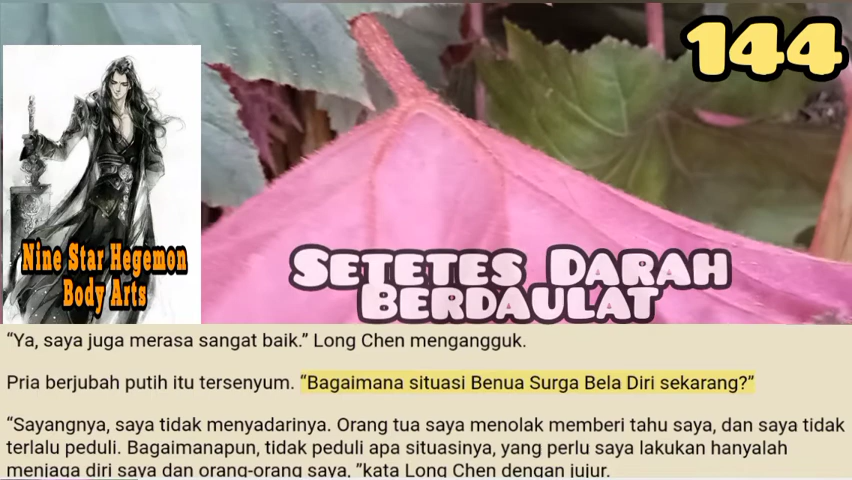 144
Nine Star Hegemon
Body Arts
Setetes Darah
Berdaulat
“Ya, saya juga merasa sangat baik.” Long Chen mengangguk.
Pria berjubah putih itu tersenyum. “Bagaimana situasi Benua Surga Bela Diri sekarang?”
“Sayangnya, saya tidak menyadarinya. Orang tua saya menolak memberi tahu saya, dan saya tidak
terlalu peduli. Bagaimanapun, tidak peduli apa situasinya, yang perlu saya lakukan hanyalah
menjaga diri saya dan orang-orang saya, ”kata Long Chen dengan jujur.